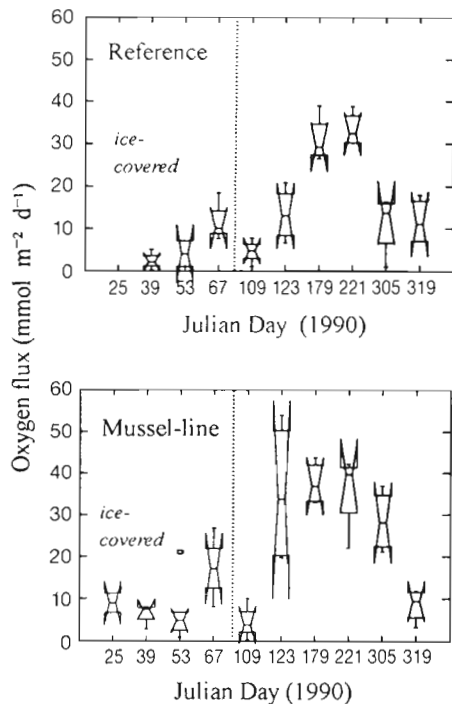 Oxygen flux (mmol m⁻² d⁻¹)
60
50
40
30
20
10
0
Reference
ice-
covered
25 39 53 67 109 123 179 221 305 319
Julian Day (1990)
60
50
40
30
20
10
0
Mussel-line
ice-
covered
25 39 53 67 109 123 179 221 305 319
Julian Day (1990)